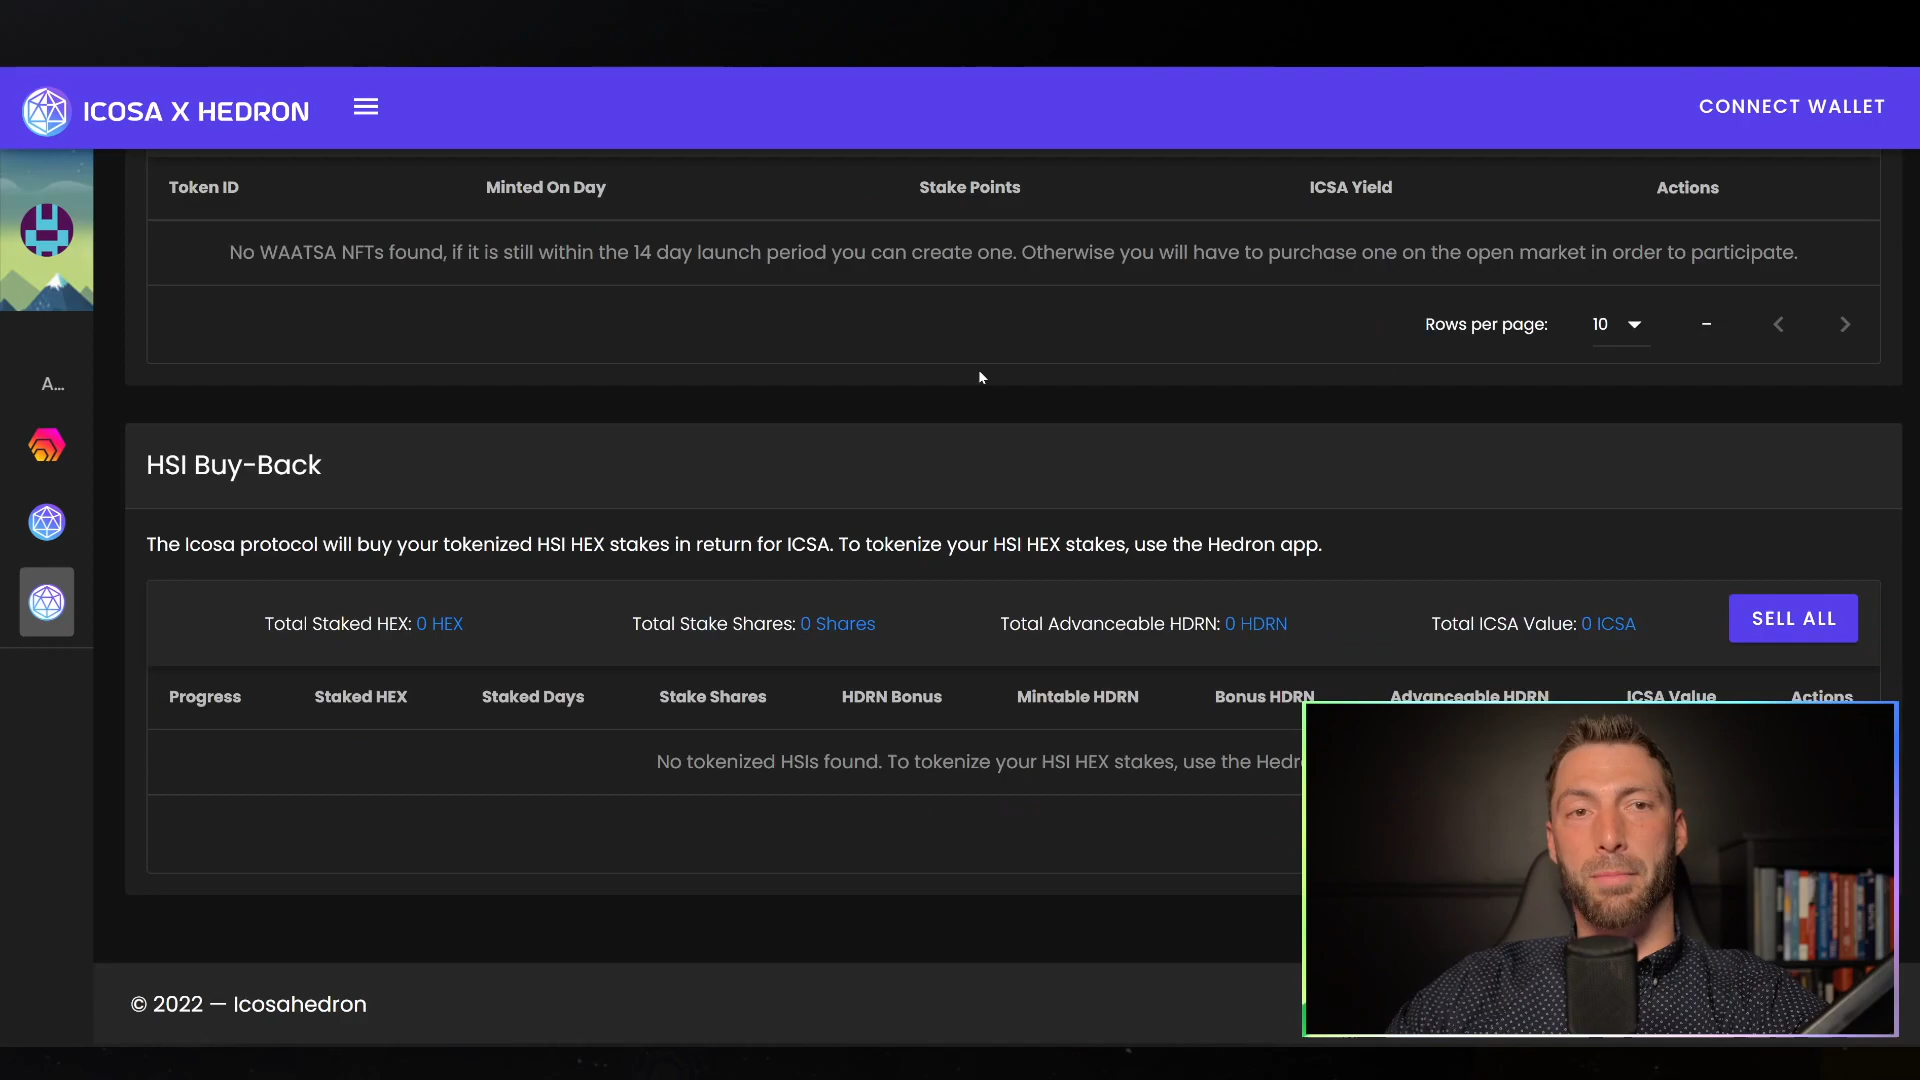 ICOSA X HEDRON
CONNECT WALLET
Token ID Minted On Day Stake Points ICSA Yield Actions
No WAATSA NFTs found, if it is still within the 14 day launch period you can create one. Otherwise you will have to purchase one on the open market in order to participate.
Rows per page: 10 –
A...
HSI Buy-Back
The Icosa protocol will buy your tokenized HSI HEX stakes in return for ICSA. To tokenize your HSI HEX stakes, use the Hedron app.
Total Staked HEX: 0 HEX Total Stake Shares: 0 Shares Total Advanceable HDRN: 0 HDRN Total ICSA Value: 0 ICSA SELL ALL
Progress Staked HEX Staked Days Stake Shares HDRN Bonus Mintable HDRN Bonus HDRN Advanceable HDRN ICSA Value Actions
No tokenized HSIs found. To tokenize your HSI HEX stakes, use the Hedr
© 2022 — Icosahedron